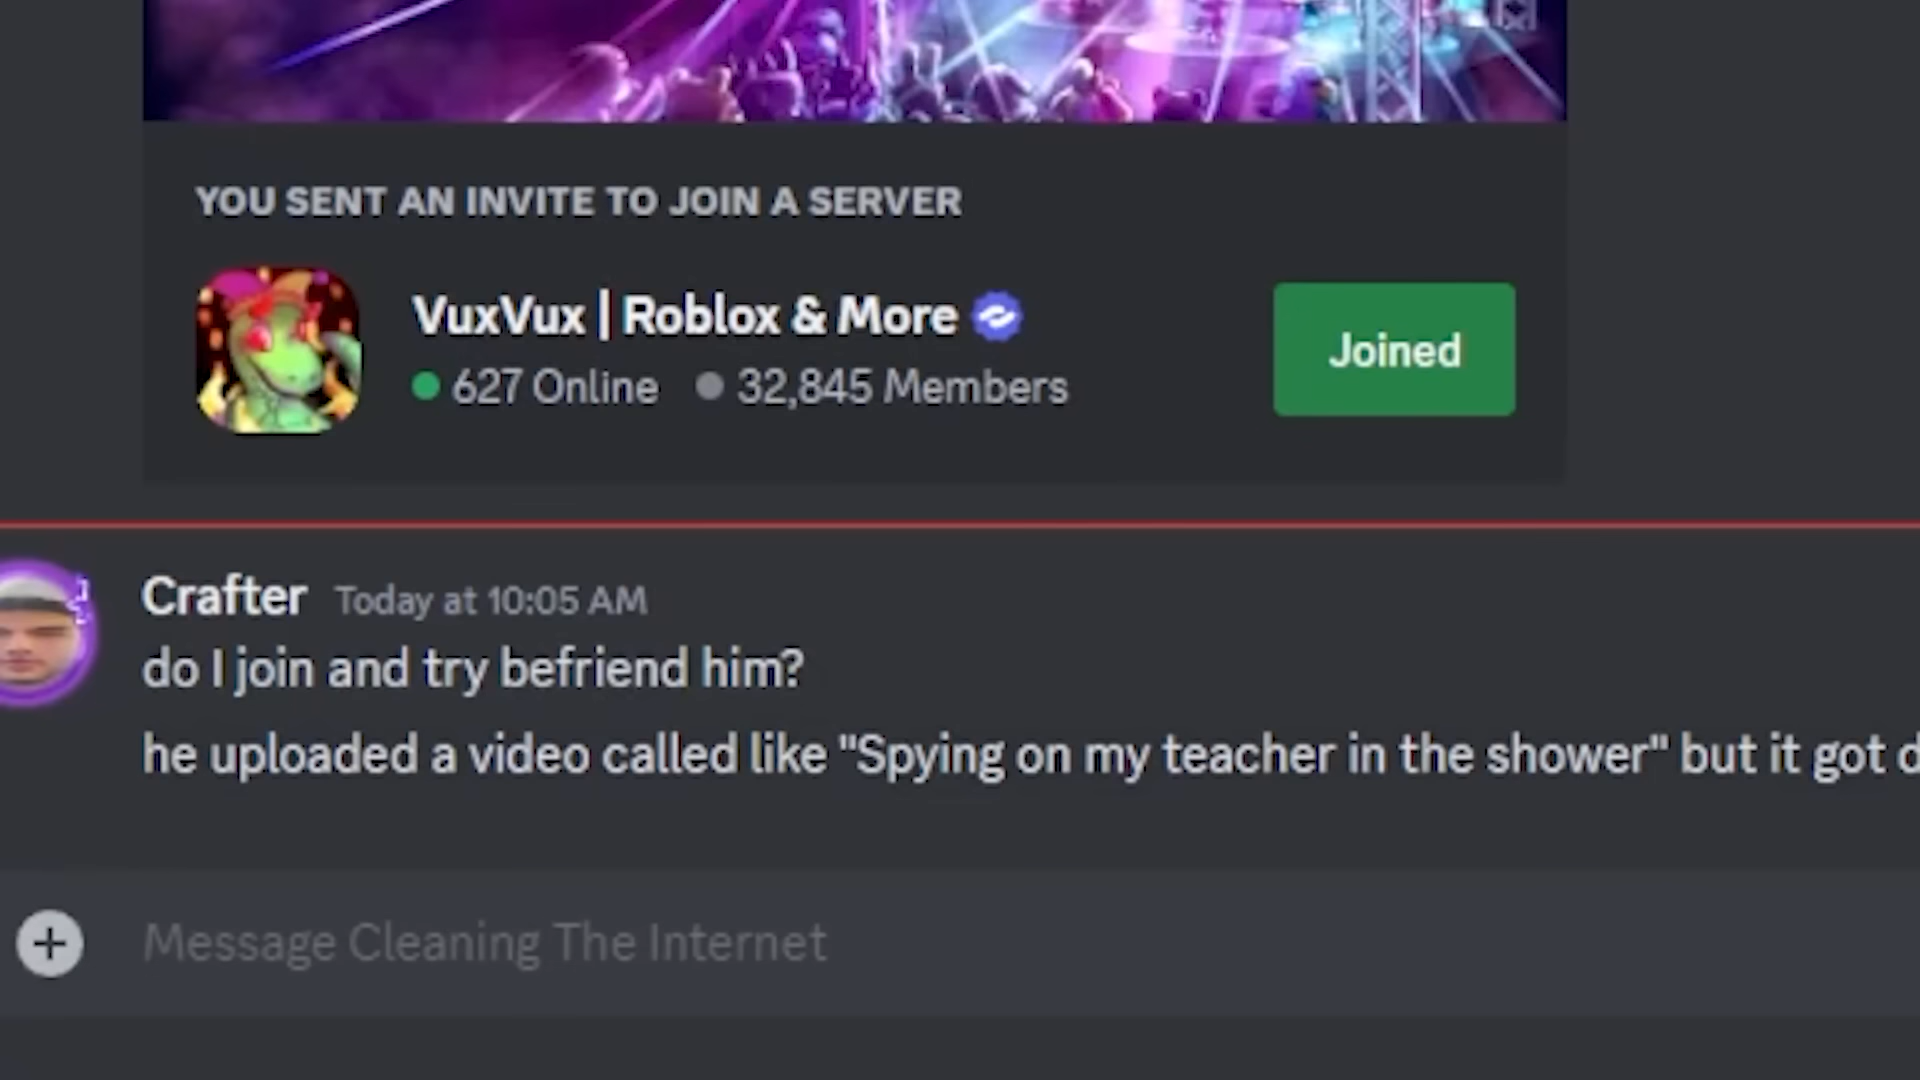 YOU SENT AN INVITE TO JOIN A SERVER
VuxVux | Roblox & More
627 Online 32,845 Members
Joined
Crafter Today at 10:05 AM
do I join and try befriend him?
he uploaded a video called like "Spying on my teacher in the shower" but it got
Message Cleaning The Internet